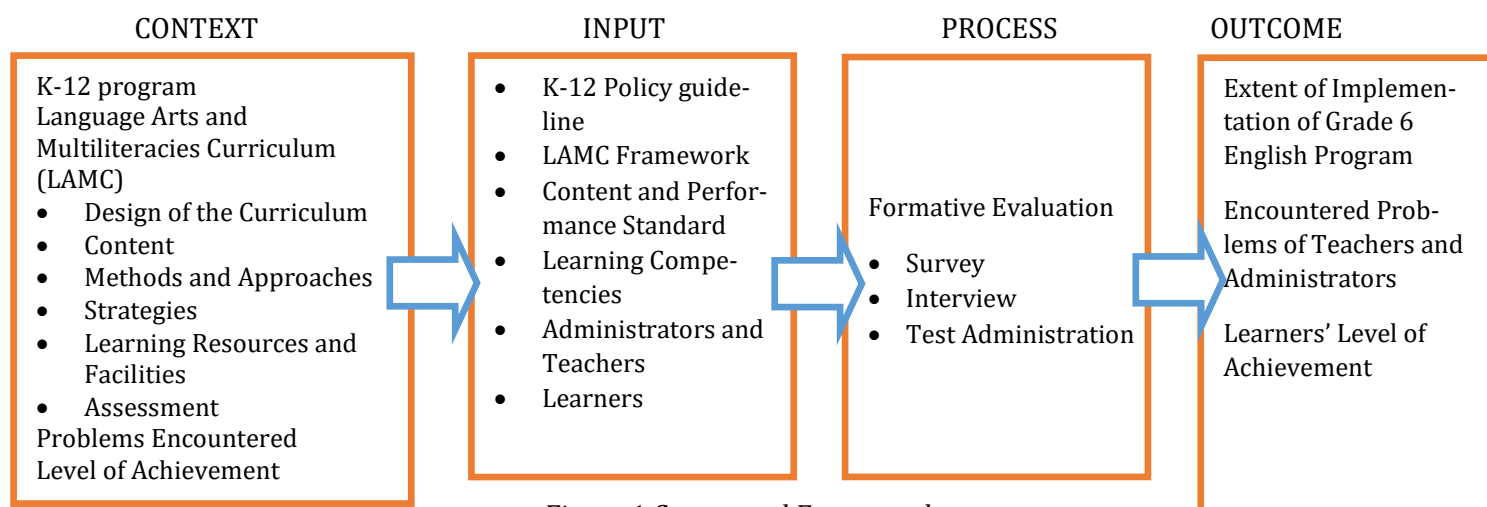 CONTEXT
K-12 program
Language Arts and
Multiliteracies Curriculum
(LAMC)
• Design of the Curriculum
• Content
• Methods and Approaches
• Strategies
• Learning Resources and
Facilities
• Assessment
Problems Encountered
Level of Achievement
INPUT
• K-12 Policy guide-
line
• LAMC Framework
• Content and Perfor-
mance Standard
• Learning Compe-
tencies
• Administrators and
Teachers
• Learners
PROCESS
Formative Evaluation
• Survey
• Interview
• Test Administration
OUTCOME
Extent of Implemen-
tation of Grade 6
English Program
Encountered Prob-
lems of Teachers and
Administrators
Learners’ Level of
Achievement